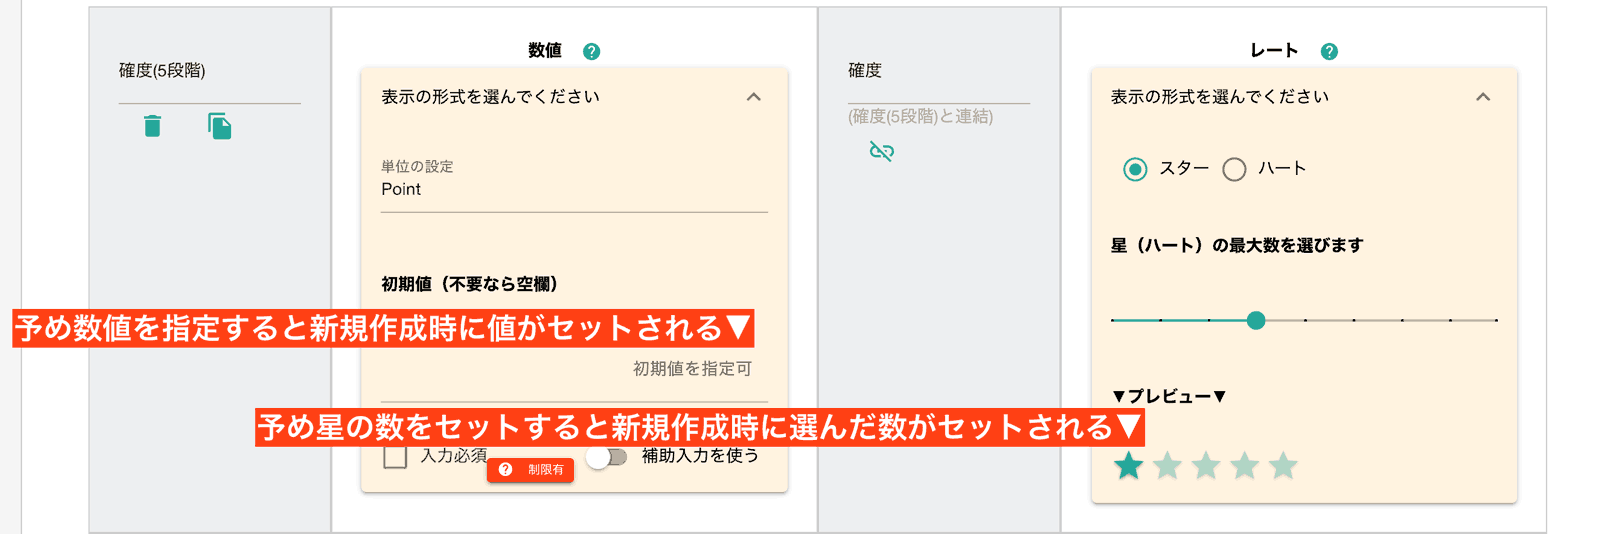 確度(5段階)
数値
?
表示の形式を選んでください
単位の設定
Point
初期値（不要なら空欄）
予め数値を指定すると新規作成時に値がセットされる▼
初期値を指定可
予め星の数をセットすると新規作成時に選んだ数がセットされる▼
入力必須
? 制限有
補助入力を使う
確度
(確度(5段階)と連結)
レート
?
表示の形式を選んでください
スター
ハート
星（ハート）の最大数を選びます
▼プレビュー▼